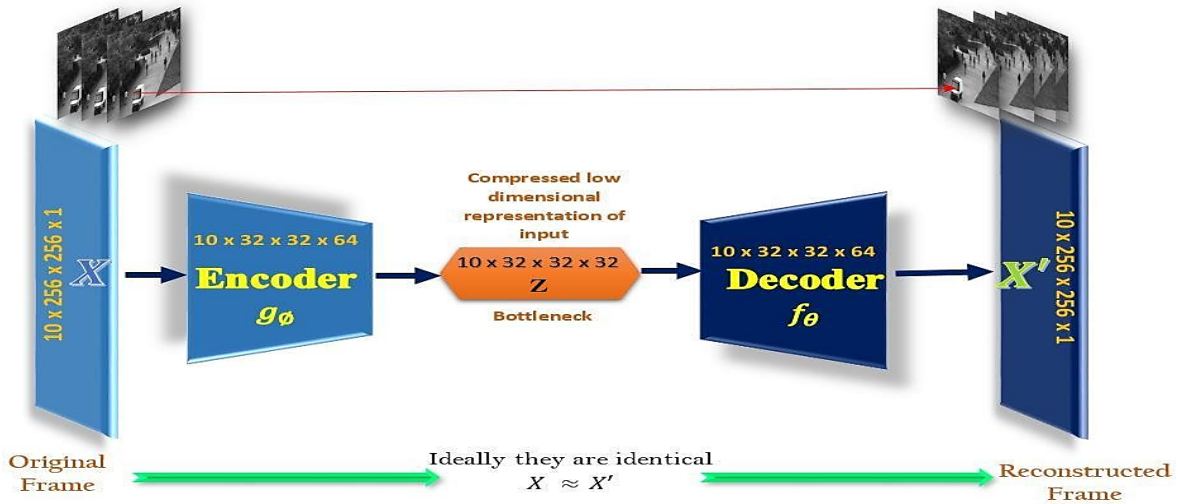 10 x 256 x 256 x 1
X
10 x 32 x 32 x 64
Encoder
g𝜙
Compressed low
dimensional
representation of
input
10 x 32 x 32 x 32
Z
Bottleneck
10 x 32 x 32 x 64
Decoder
f𝜃
X'
10 x 256 x 256 x 1
Original
Frame
Ideally they are identical
X ≈ X'
Reconstructed
Frame